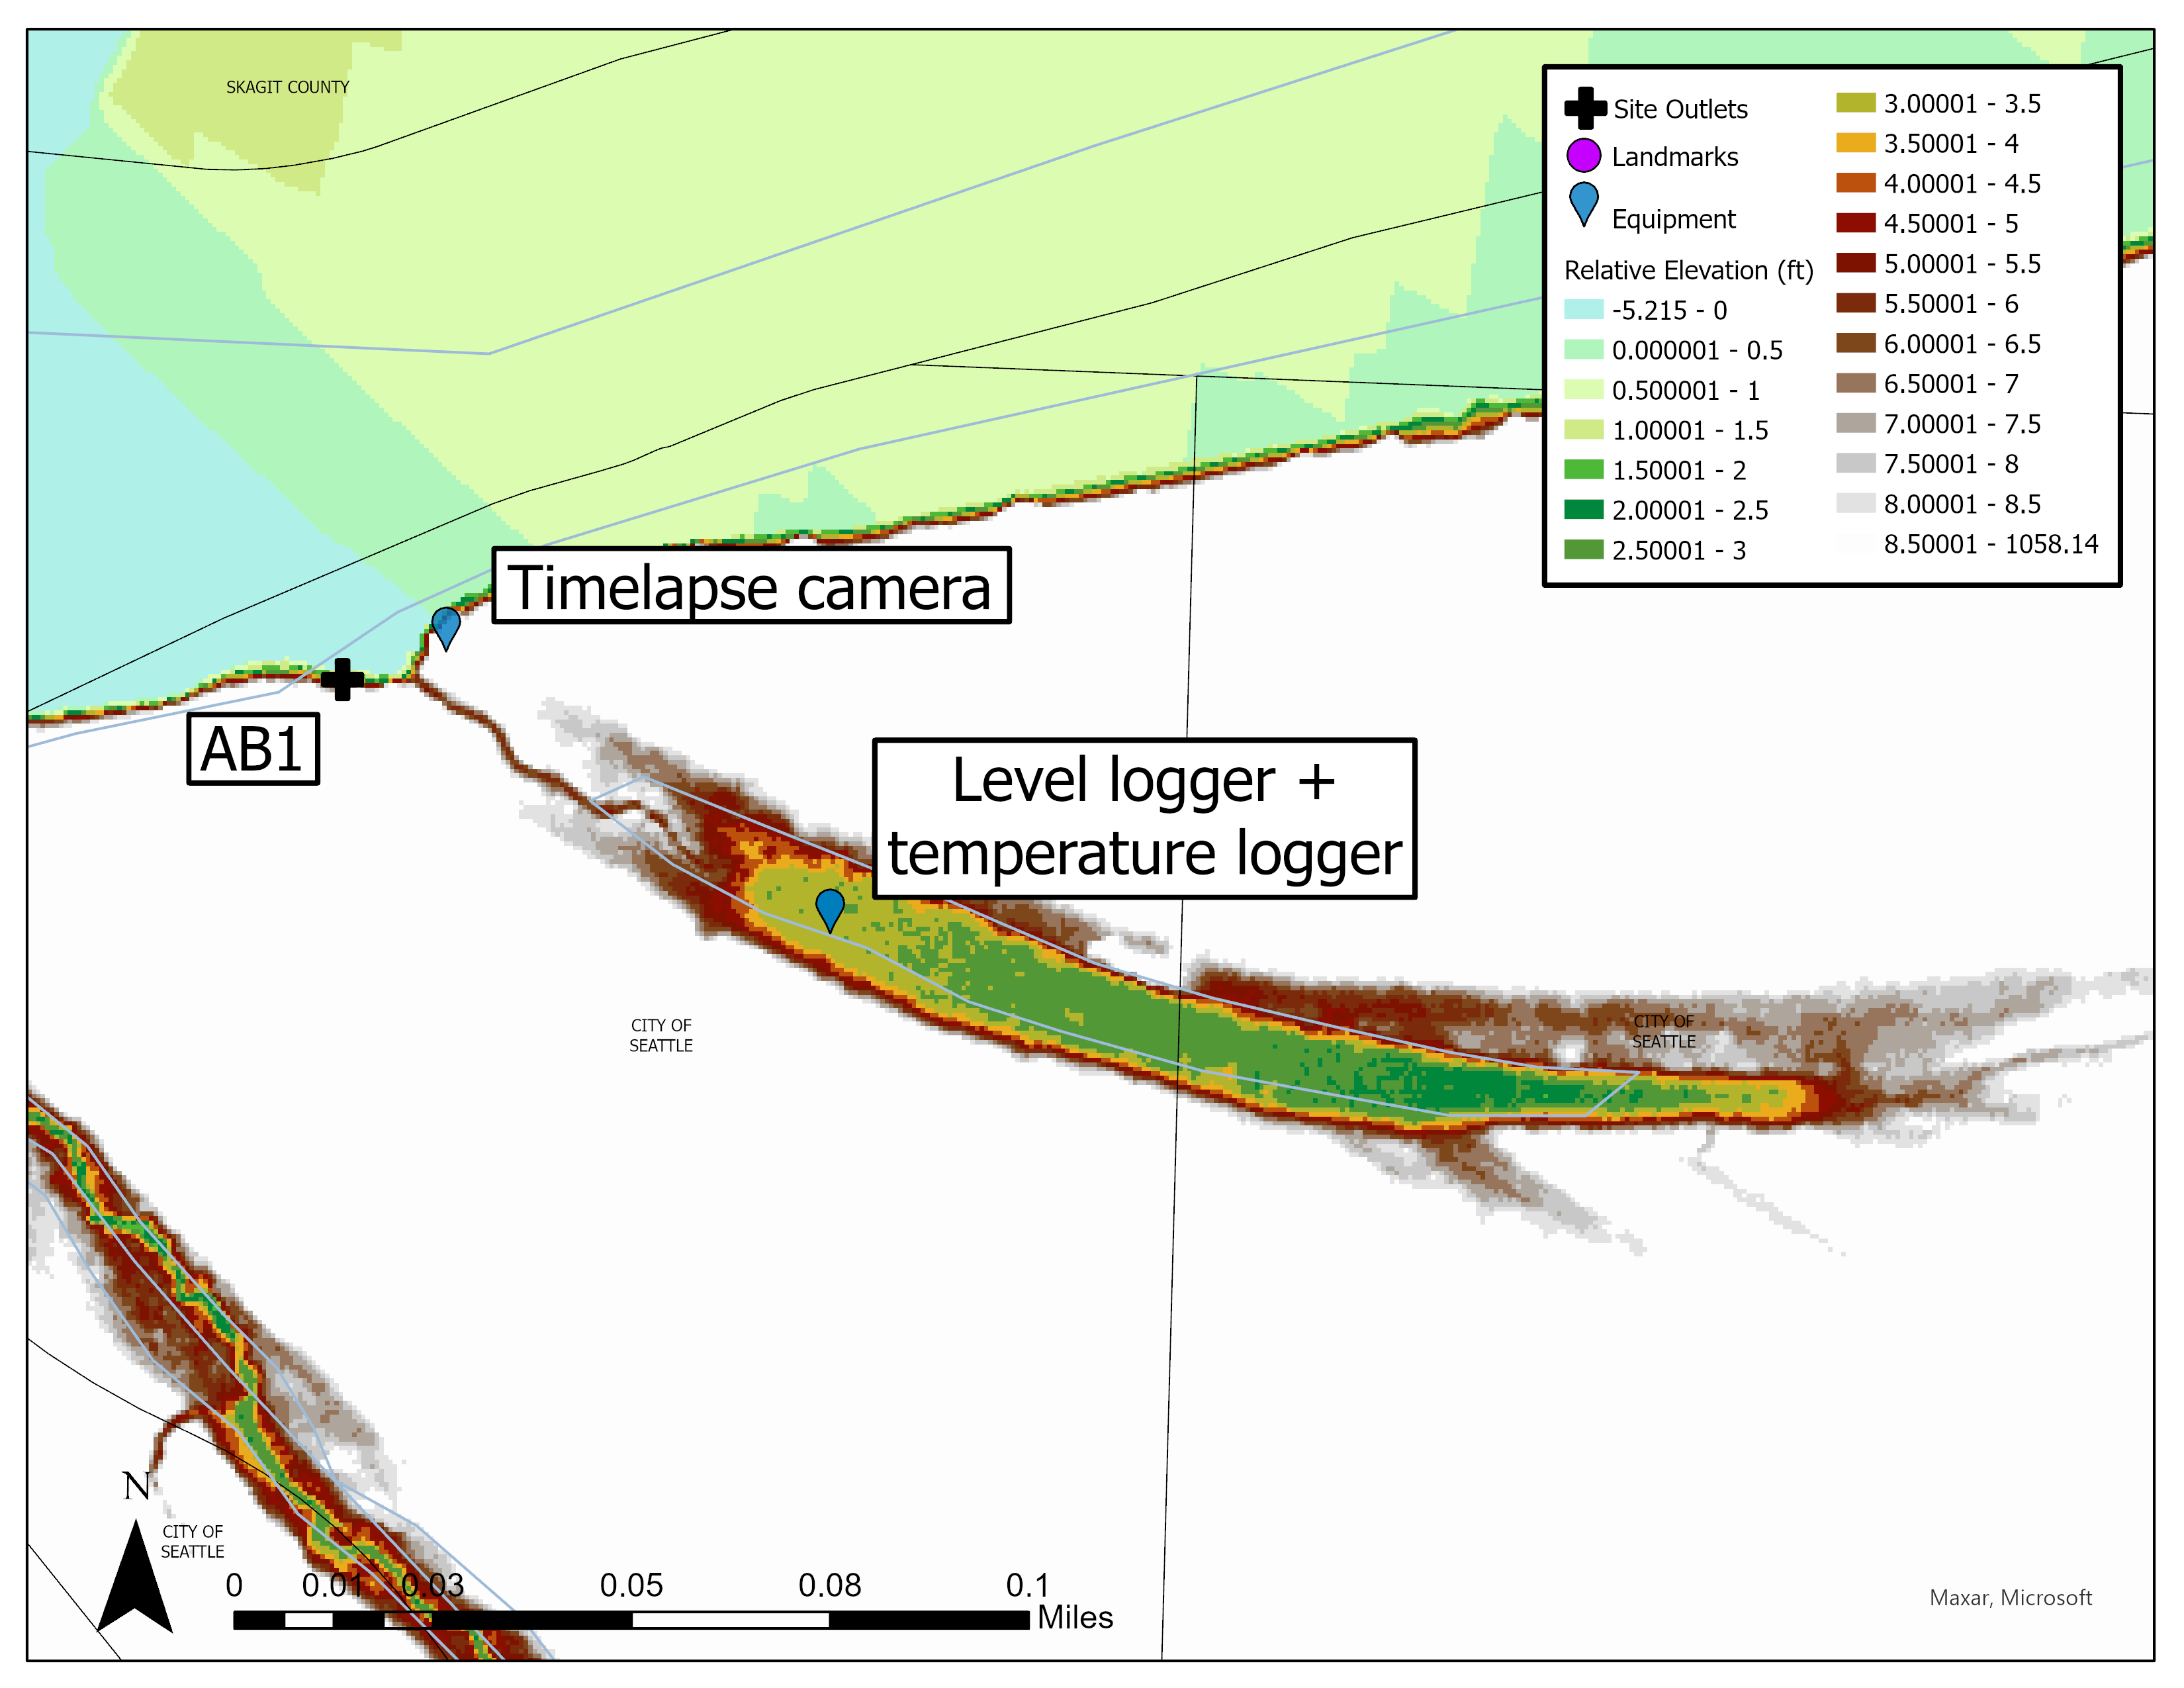 SKAGIT COUNTY
Site Outlets
Landmarks
Equipment
Relative Elevation (ft)
-5.215 - 0
0.000001 - 0.5
0.500001 - 1
1.00001 - 1.5
1.50001 - 2
2.00001 - 2.5
2.50001 - 3
3.00001 - 3.5
3.50001 - 4
4.00001 - 4.5
4.50001 - 5
5.00001 - 5.5
5.50001 - 6
6.00001 - 6.5
6.50001 - 7
7.00001 - 7.5
7.50001 - 8
8.00001 - 8.5
8.50001 - 1058.14
Timelapse camera
AB1
Level logger +
temperature logger
CITY OF
SEATTLE
CITY OF
SEATTLE
N
CITY OF
SEATTLE
0 0.01 0.03 0.05 0.08 0.1
Miles
Maxar, Microsoft